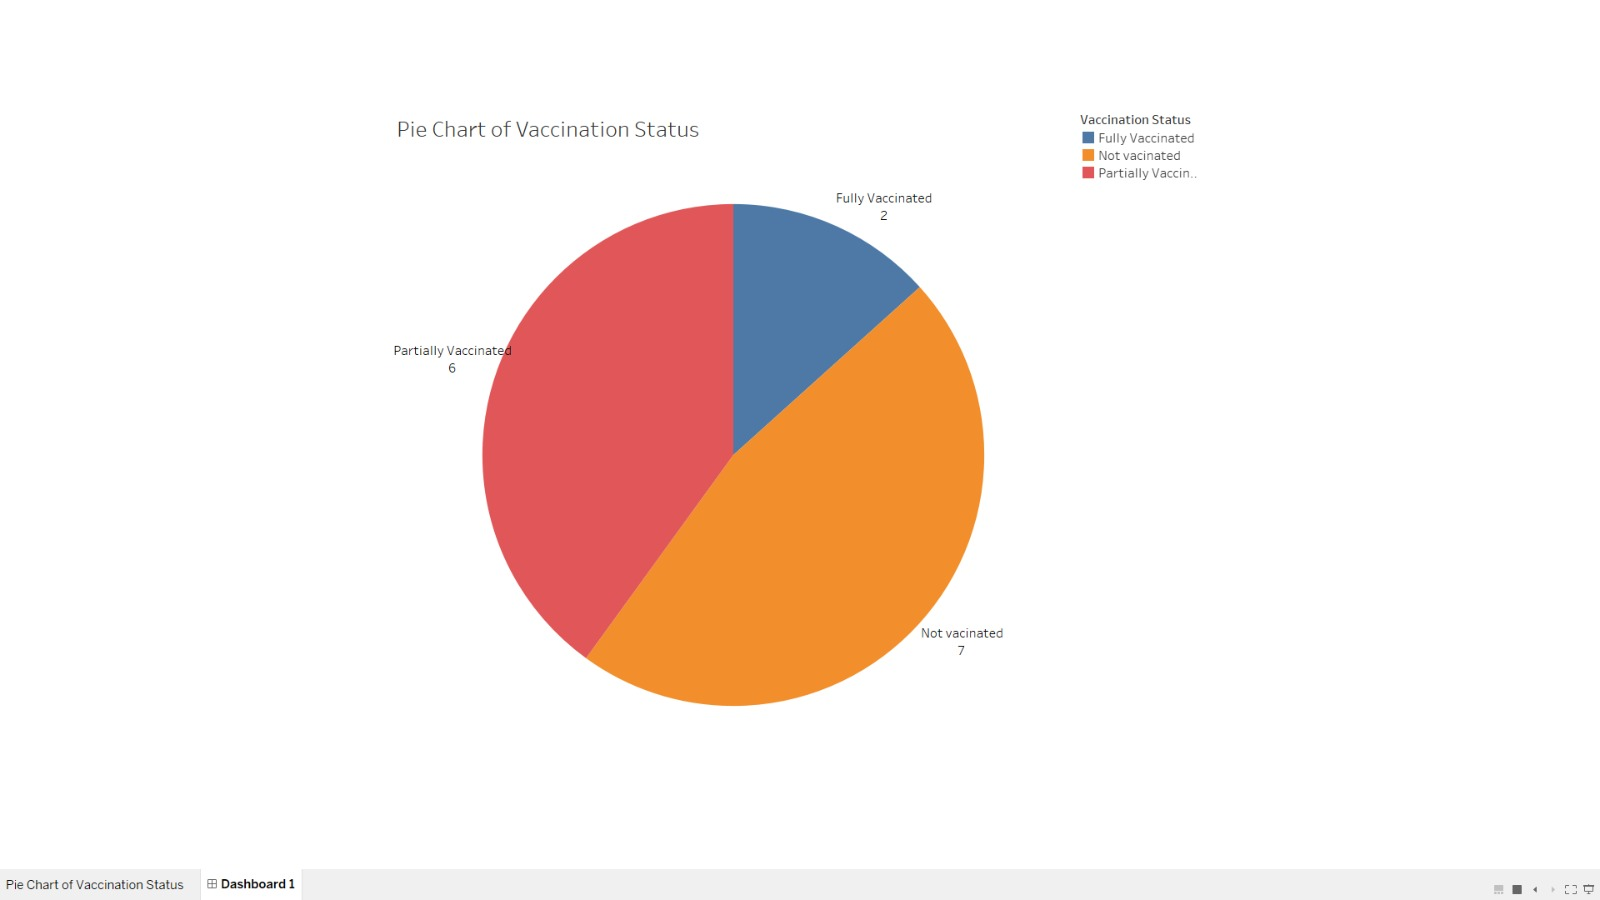 Pie Chart of Vaccination Status
Vaccination Status
Fully Vaccinated
Not vacinated
Partially Vaccin..
Fully Vaccinated
2
Partially Vaccinated
6
Not vacinated
7
Pie Chart of Vaccination Status
Dashboard 1